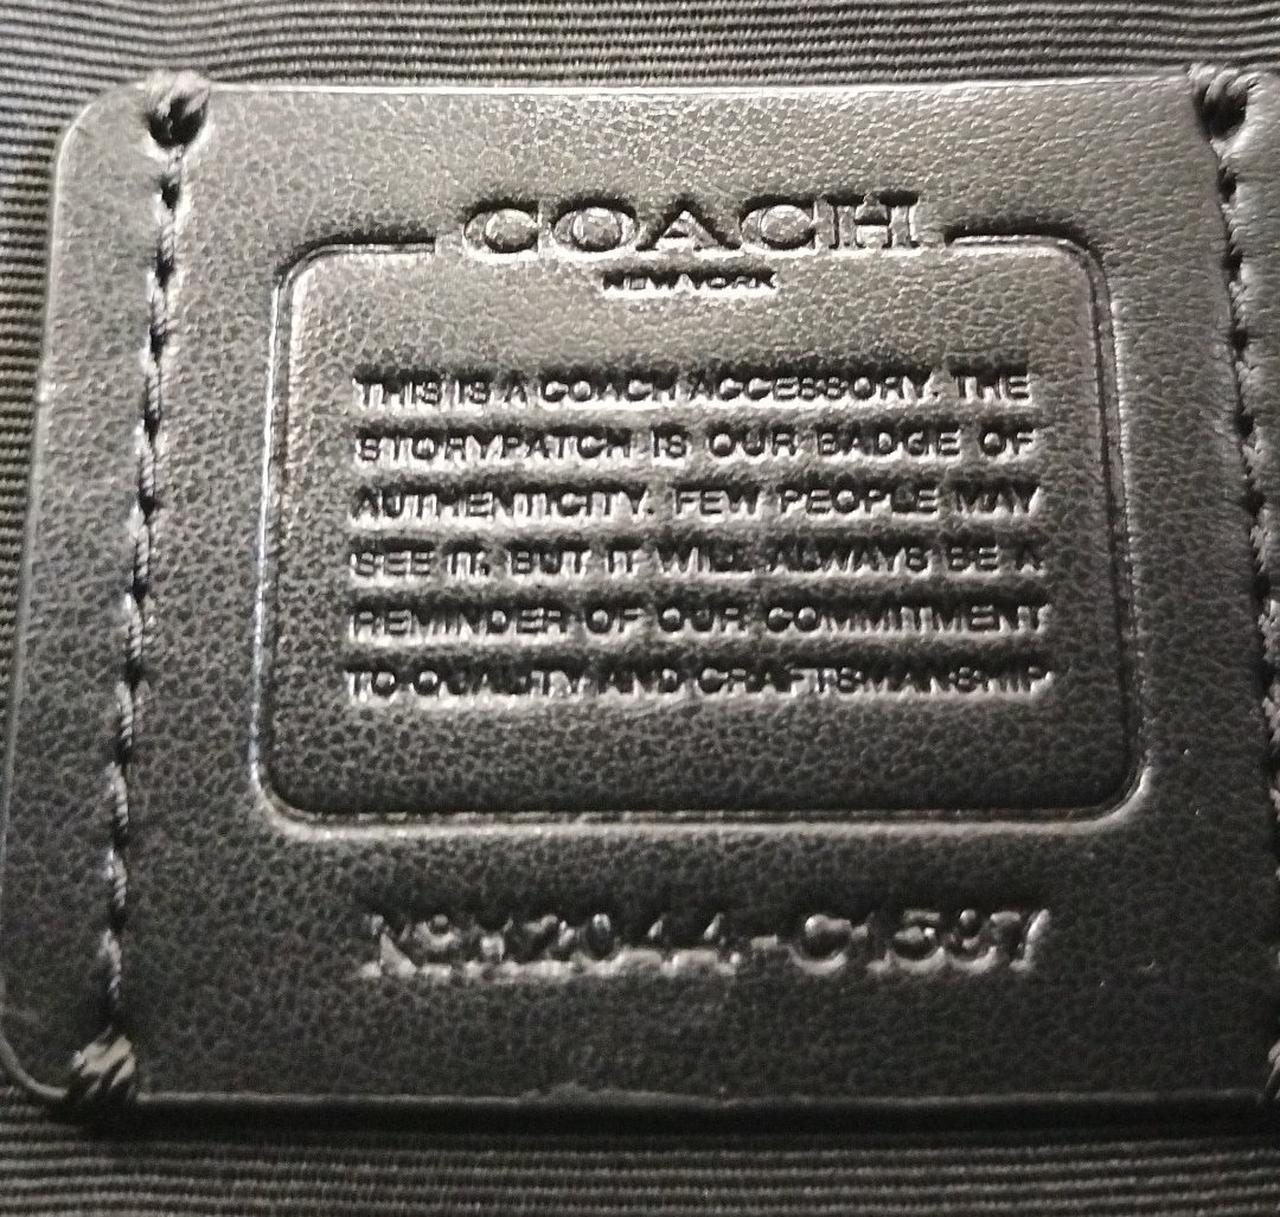 COACH
NEW YORK
THIS IS A COACH ACCESSORY. THE
STORYPATCH IS OUR BADGE OF
AUTHENTICITY. FEW PEOPLE MAY
SEE IT. BUT IT WILL ALWAYS BE A
REMINDER OF OUR COMMITMENT
TO QUALITY AND CRAFTSMANSHIP